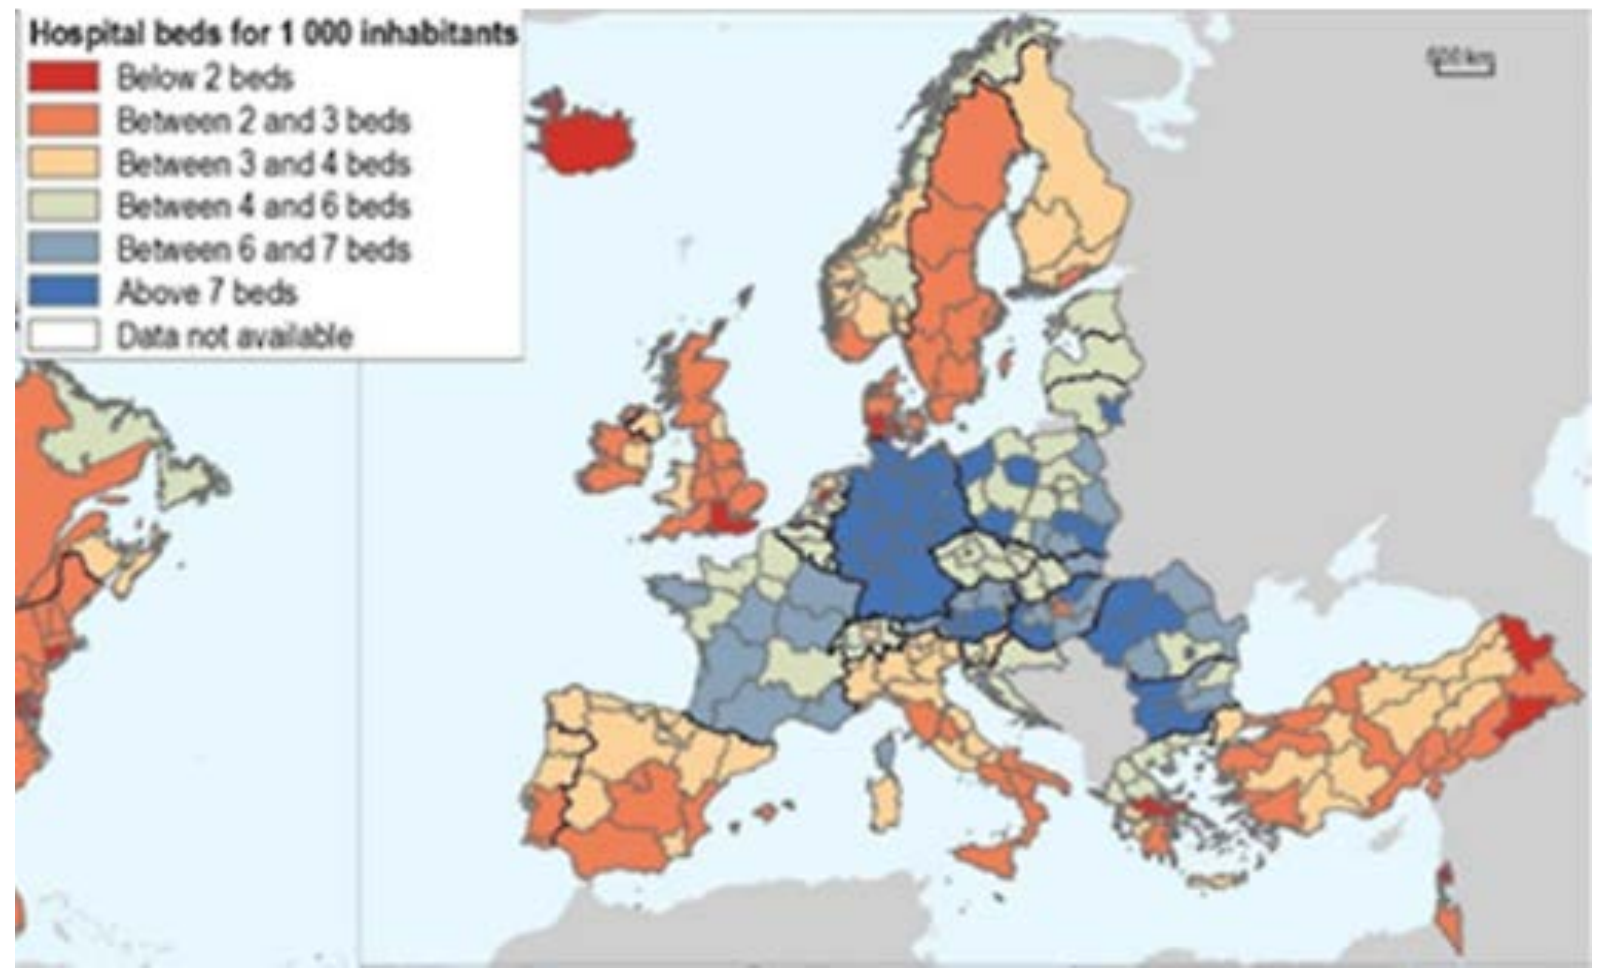 Hospital beds for 1 000 inhabitants
Below 2 beds
Between 2 and 3 beds
Between 3 and 4 beds
Between 4 and 6 beds
Between 6 and 7 beds
Above 7 beds
Data not available
km